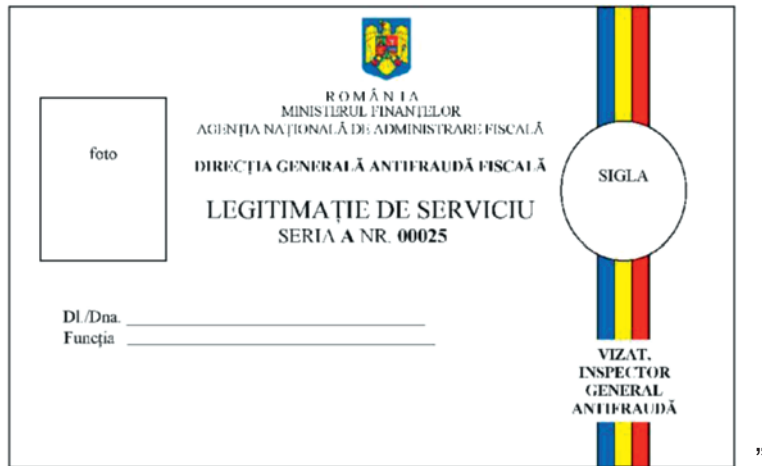 ROMÂNIA
MINISTERUL FINANȚELOR
AGENȚIA NAȚIONALĂ DE ADMINISTRARE FISCALĂ
foto
DIRECȚIA GENERALĂ ANTIFRAUDĂ FISCALĂ
SIGLA
LEGITIMAȚIE DE SERVICIU
SERIA A NR. 00025
Dl./Dna.
Funcția
VIZAT,
INSPECTOR
GENERAL
ANTIFRAUDĂ
”